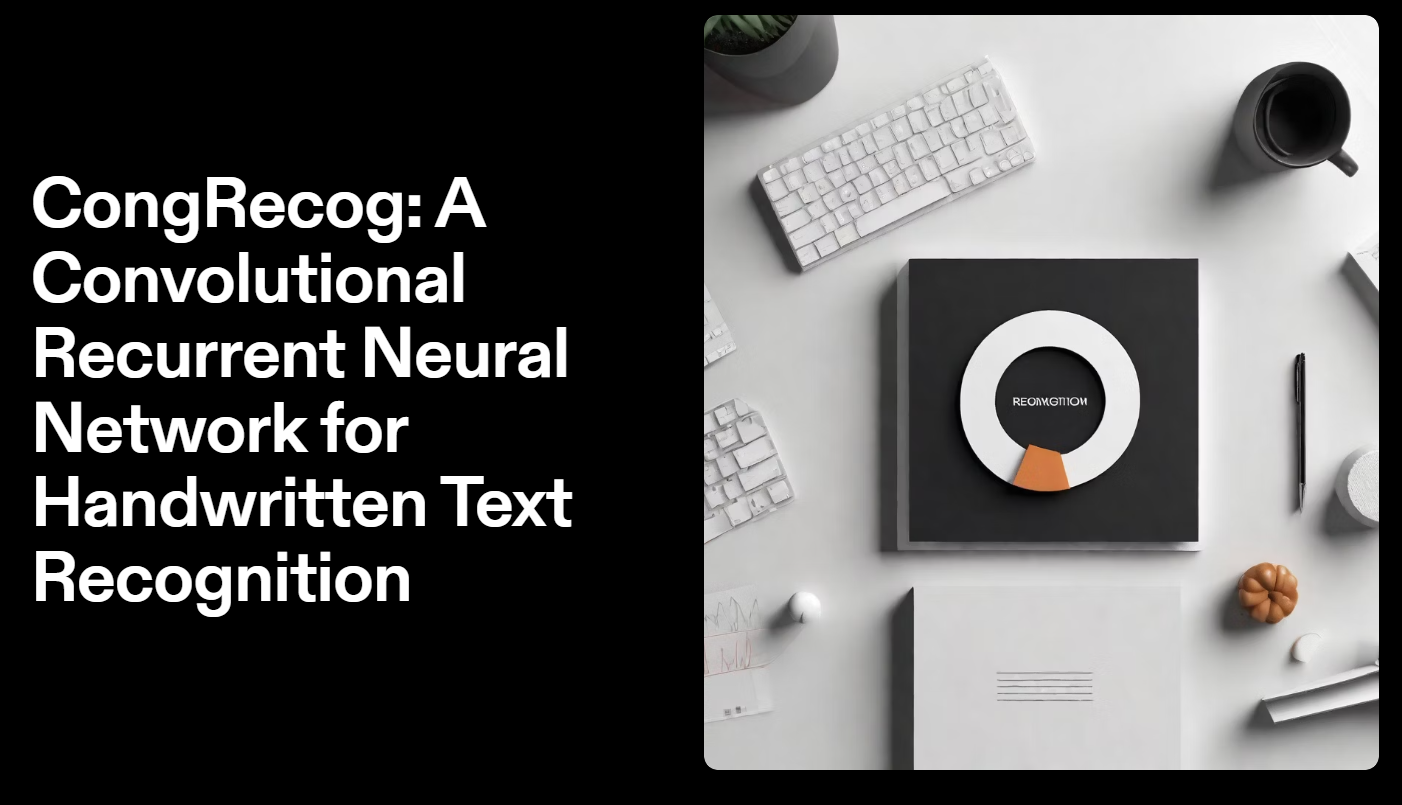 CongRecog: A
Convolutional
Recurrent Neural
Network for
Handwritten Text
Recognition